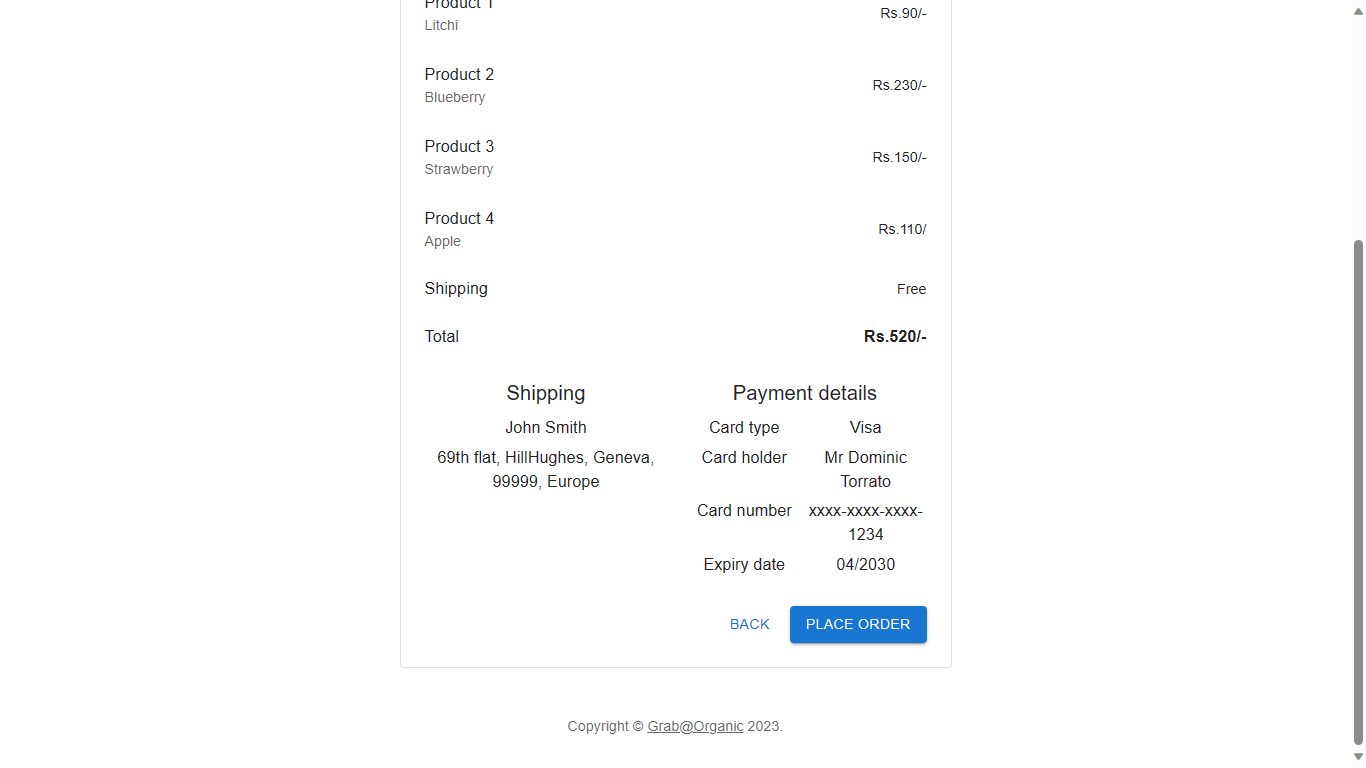 Product 1
Rs.90/-
Litchi
Product 2
Rs.230/-
Blueberry
Product 3
Rs.150/-
Strawberry
Product 4
Rs.110/
Apple
Shipping
Free
Total
Rs.520/-
Shipping
John Smith
69th flat, HillHughes, Geneva,
99999, Europe
Payment details
Card type
Visa
Card holder
Mr Dominic
Torrato
Card number
xxxx-xxxx-xxxx-
1234
Expiry date
04/2030
BACK
PLACE ORDER
Copyright © Grab@Organic 2023.